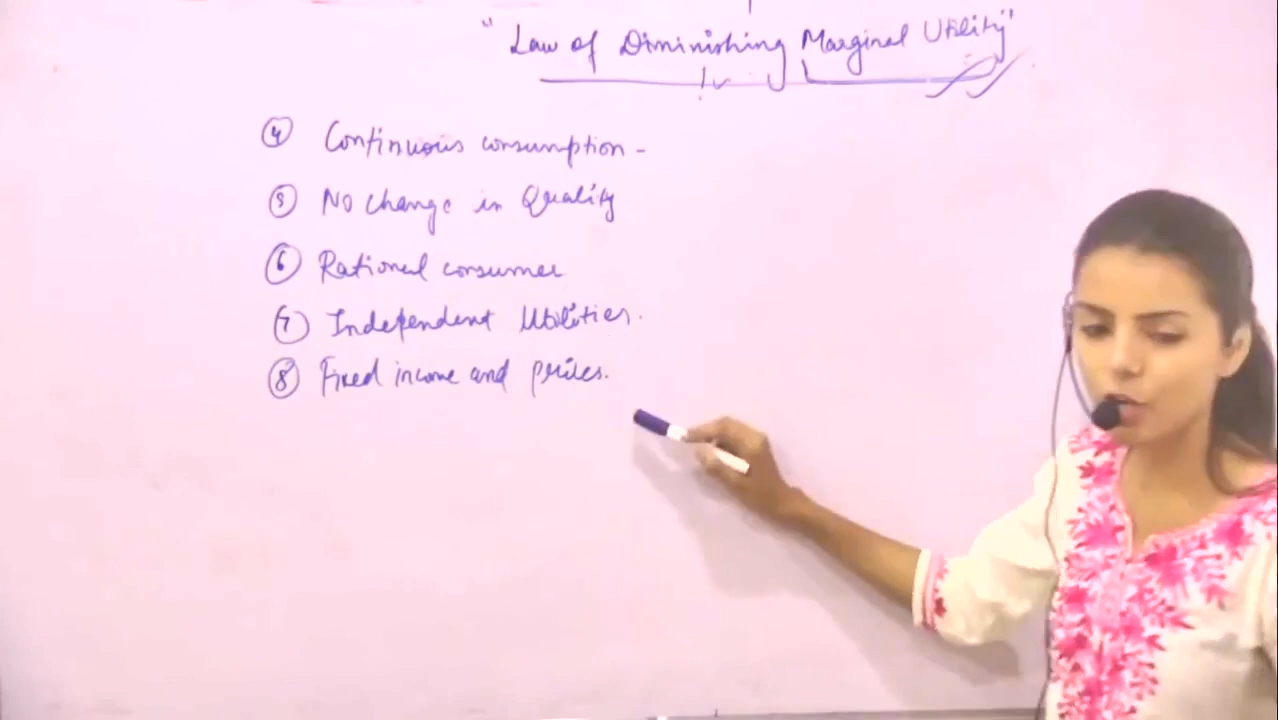 "Law of Diminishing Marginal Utility"
④ Continuous consumption -
⑤ No change in Quality
⑥ Rational consumer
⑦ Independent Utilities.
⑧ Fixed income and prices.